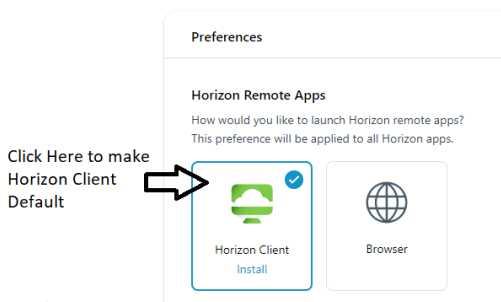 Preferences
Horizon Remote Apps
How would you like to launch Horizon remote apps?
This preference will be applied to all Horizon apps.
Click Here to make
Horizon Client
Default
Horizon Client
Install
Browser